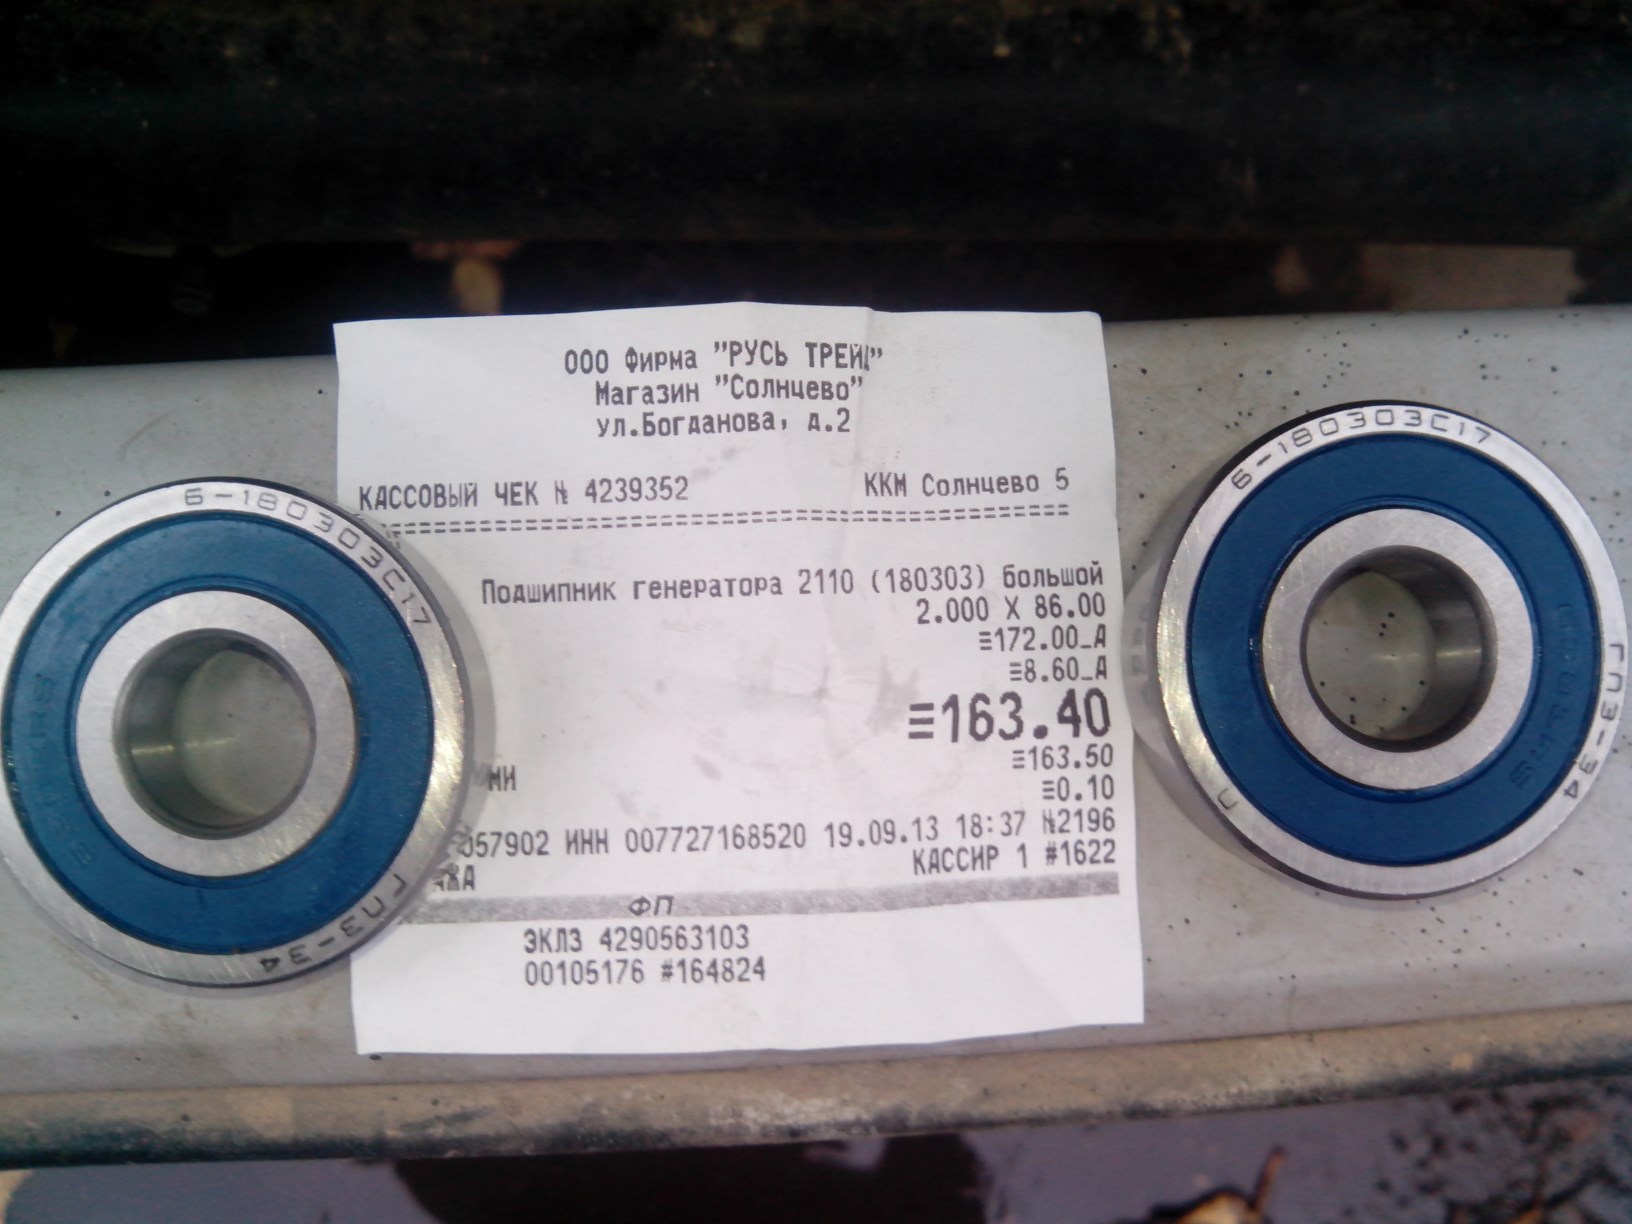 ООО Фирма "РУСЬ ТРЕЙД"
Магазин "Солнцево"
ул.Богданова, д.2
КАССОВЫЙ ЧЕК № 4239352 ККМ Солнцево 5
Подшипник генератора 2110 (180303) большой
2.000 X 86.00
≡172.00_А
≡8.60_А
≡163.40
≡163.50
МИ
≡0.10
057902 ИНН 007727168520 19.09.13 18:37 №2196
КАССИР 1 #1622
ФП
ЭКЛЗ 4290563103
00105176 #164824
6-180303С17
ГПЗ-34
6-180303С17
ГПЗ-34